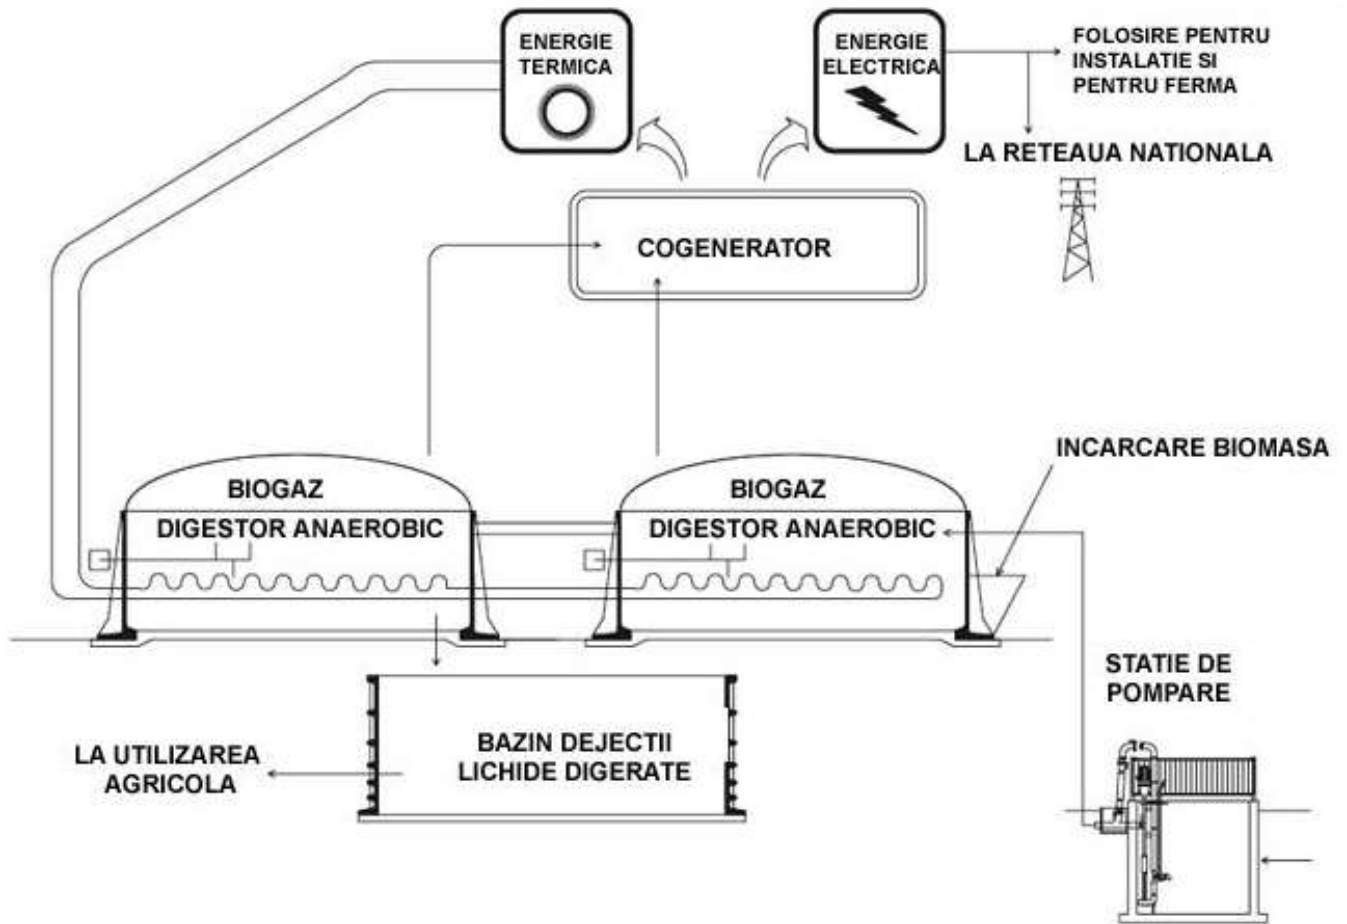 ENERGIE
TERMICA
ENERGIE
ELECTRICA
FOLOSIRE PENTRU
INSTALATIE SI
PENTRU FERMA
LA RETEAUA NATIONALA
COGENERATOR
INCARCARE BIOMASA
BIOGAZ
DIGESTOR ANAEROBIC
BIOGAZ
DIGESTOR ANAEROBIC
STATIE DE
POMPARE
BAZIN DEJECTII
LICHIDE DIGERATE
LA UTILIZAREA
AGRICOLA